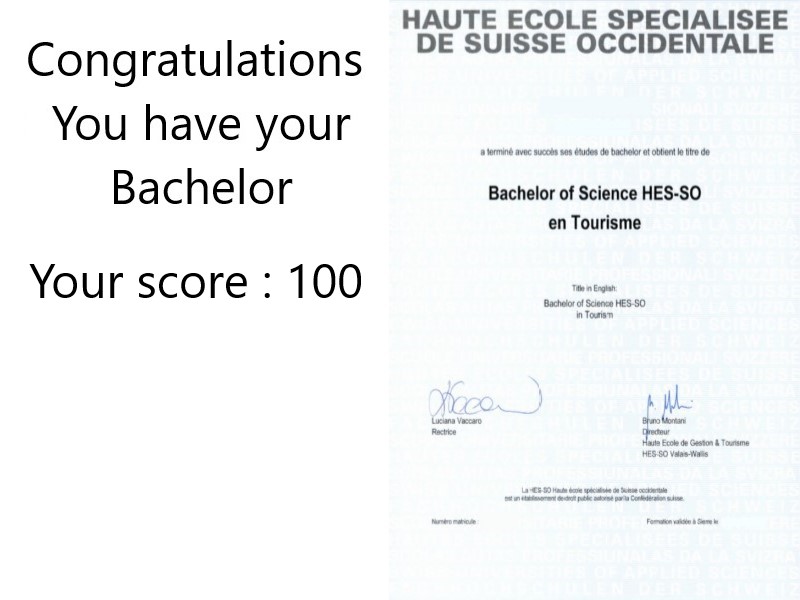 Congratulations
You have your
Bachelor
Your score : 100
HAUTE ECOLE SPECIALISEE
DE SUISSE OCCIDENTALE
a terminé avec succès ses études de bachelor et obtient le titre de
Bachelor of Science HES-SO
en Tourisme
Title in English:
Bachelor of Science HES-SO
in Tourism
Luciana Vaccaro
Rectrice
Bruno Montani
Directeur
Haute Ecole de Gestion & Tourisme
HES-SO Valais-Wallis
La HES-SO Haute école spécialisée de Suisse occidentale
est un établissement de droit public autorisé par la Confédération suisse.
Numéro matricule
Formation validée à Sierre le